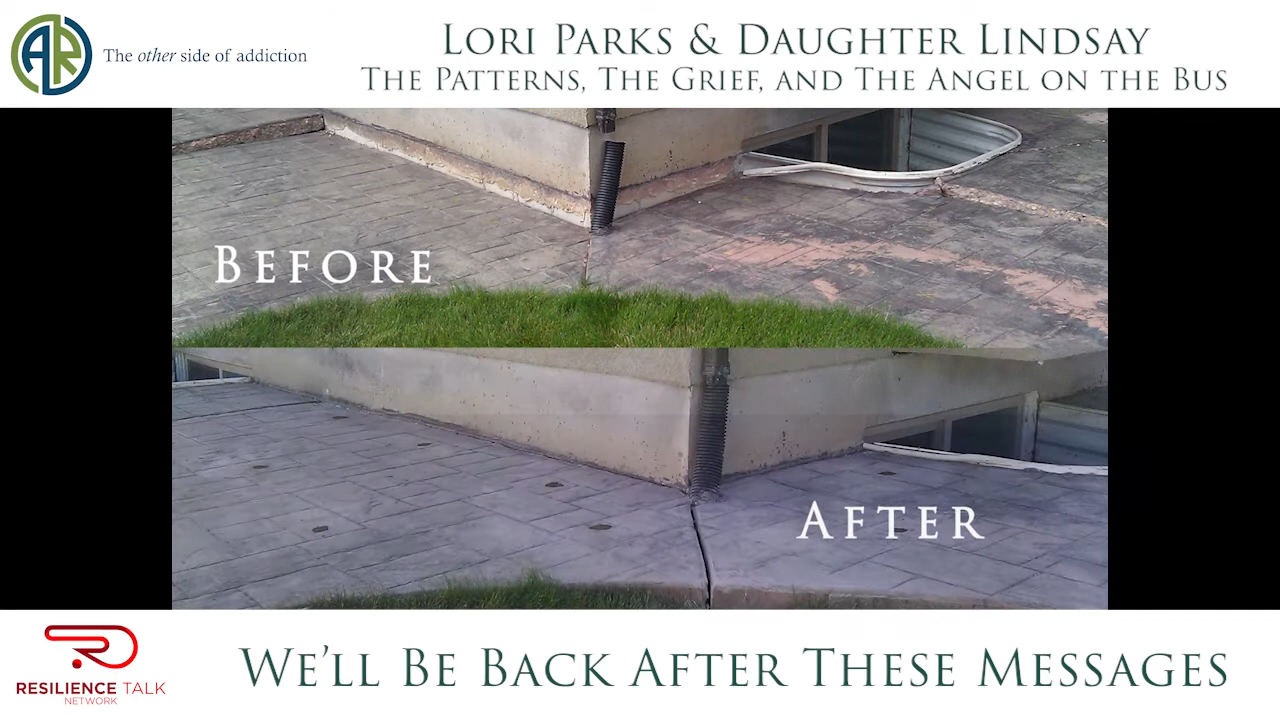 AR
The other side of addiction
Lori Parks & Daughter Lindsay
The Patterns, The Grief, and The Angel on the Bus
Before
After
RESILIENCE TALK
NETWORK
We'll Be Back After These Messages